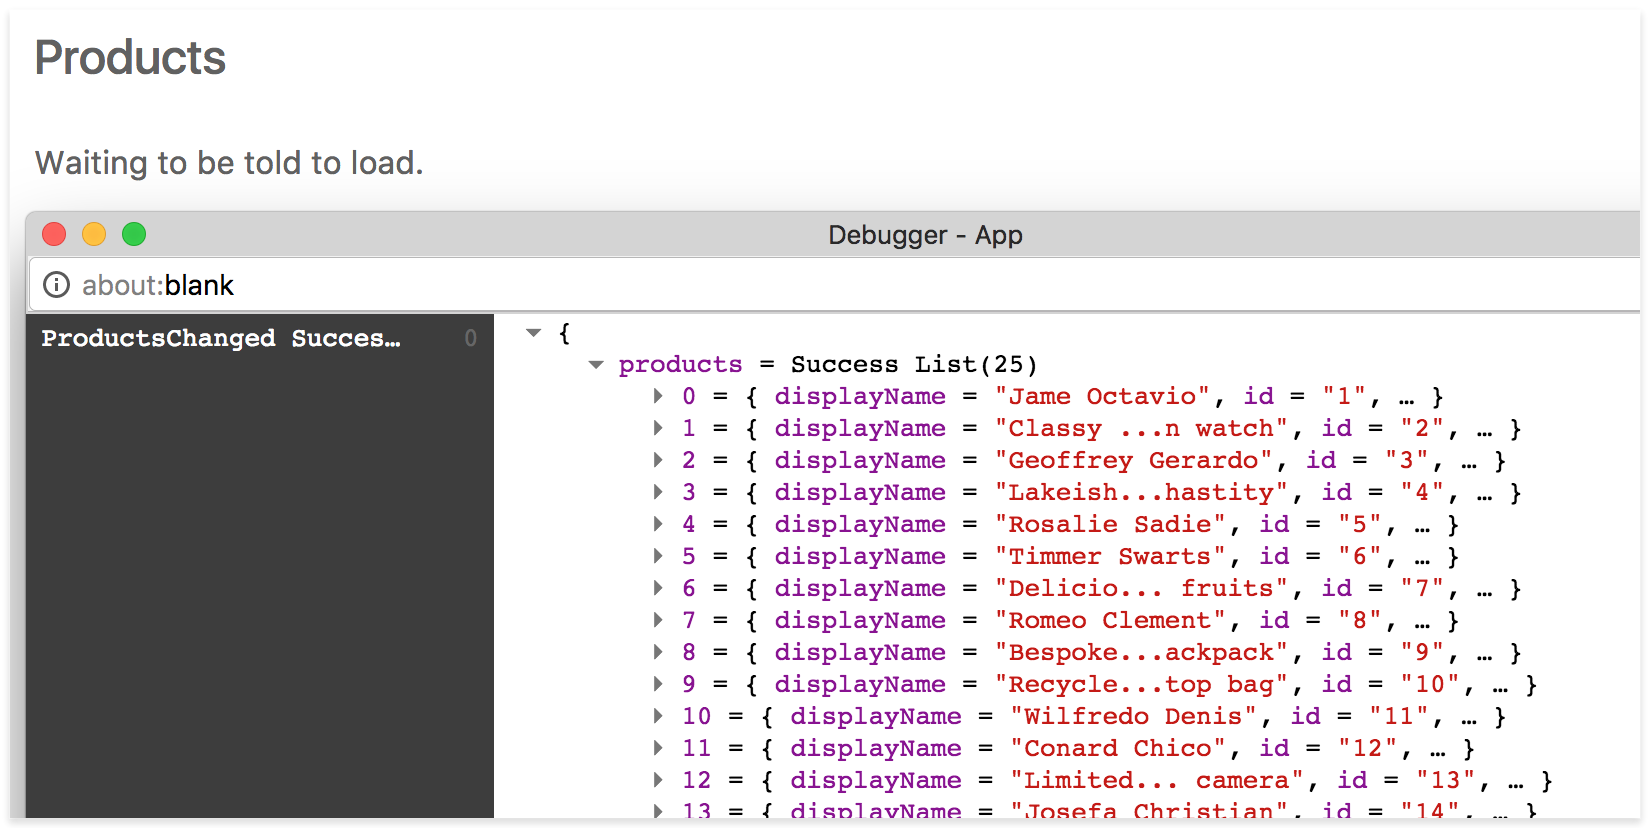 Products
Waiting to be told to load.
Debugger - App
about:blank
ProductsChanged Succes… 0
{
products = Success List(25)
0 = { displayName = "Jame Octavio", id = "1", … }
1 = { displayName = "Classy ...n watch", id = "2", … }
2 = { displayName = "Geoffrey Gerardo", id = "3", … }
3 = { displayName = "Lakeish...hastity", id = "4", … }
4 = { displayName = "Rosalie Sadie", id = "5", … }
5 = { displayName = "Timmer Swarts", id = "6", … }
6 = { displayName = "Delicio... fruits", id = "7", … }
7 = { displayName = "Romeo Clement", id = "8", … }
8 = { displayName = "Bespoke...ackpack", id = "9", … }
9 = { displayName = "Recycle...top bag", id = "10", … }
10 = { displayName = "Wilfredo Denis", id = "11", … }
11 = { displayName = "Conard Chico", id = "12", … }
12 = { displayName = "Limited... camera", id = "13", … }
13 = { displayName = "Josefa Christian", id = "14", … }